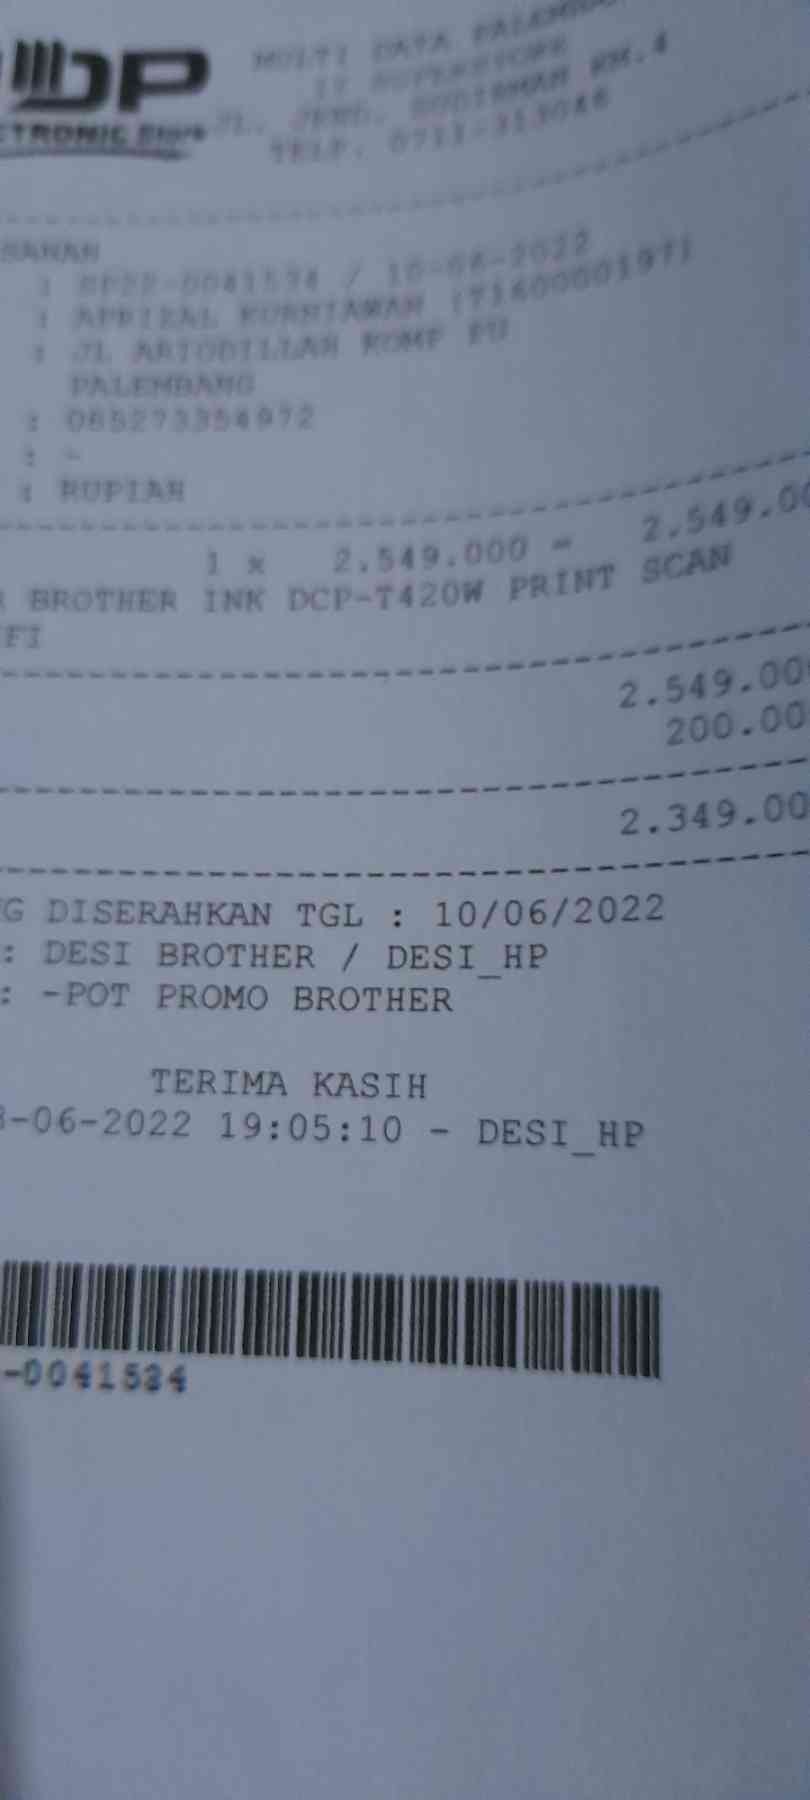 DP
MULTI DATA PALEMBANG
IT SUPERSTORE
JL. JEND. SUDIRMAN KM.4
TELP. 0711-313046
: SP22-0041534 / 10-06-2022
: APRIZAL KURNIAWAN (7160000197)
: JL ARIODILLAH KOMP PU
PALEMBANG
: 085273354972
: -
: RUPIAH
1 x 2.549.000 = 2.549.00
R BROTHER INK DCP-T420W PRINT SCAN
FI
2.549.00
200.00
2.349.00
G DISERAHKAN TGL : 10/06/2022
: DESI BROTHER / DESI_HP
: -POT PROMO BROTHER
TERIMA KASIH
-06-2022 19:05:10 - DESI_HP
-0041534